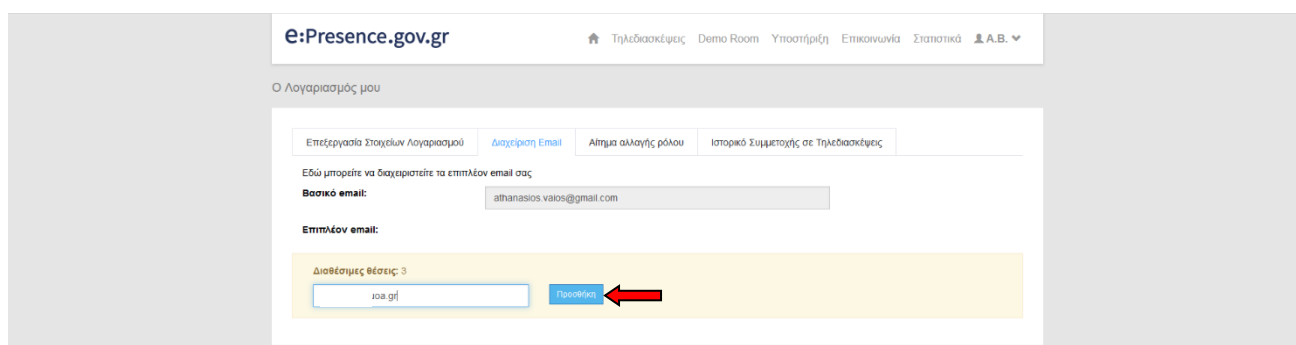 e:Presence.gov.gr
Τηλεδιασκέψεις Demo Room Υποστήριξη Επικοινωνία Στατιστικά A.B.
Ο Λογαριασμός μου
Επεξεργασία Στοιχείων Λογαριασμού Διαχείριση Email Αίτημα αλλαγής ρόλου Ιστορικό Συμμετοχής σε Τηλεδιασκέψεις
Εδώ μπορείτε να διαχειριστείτε τα επιπλέον email σας
Βασικό email: athanasios.vaios@gmail.com
Επιπλέον email:
Διαθέσιμες θέσεις: 3
.gr Προσθήκη